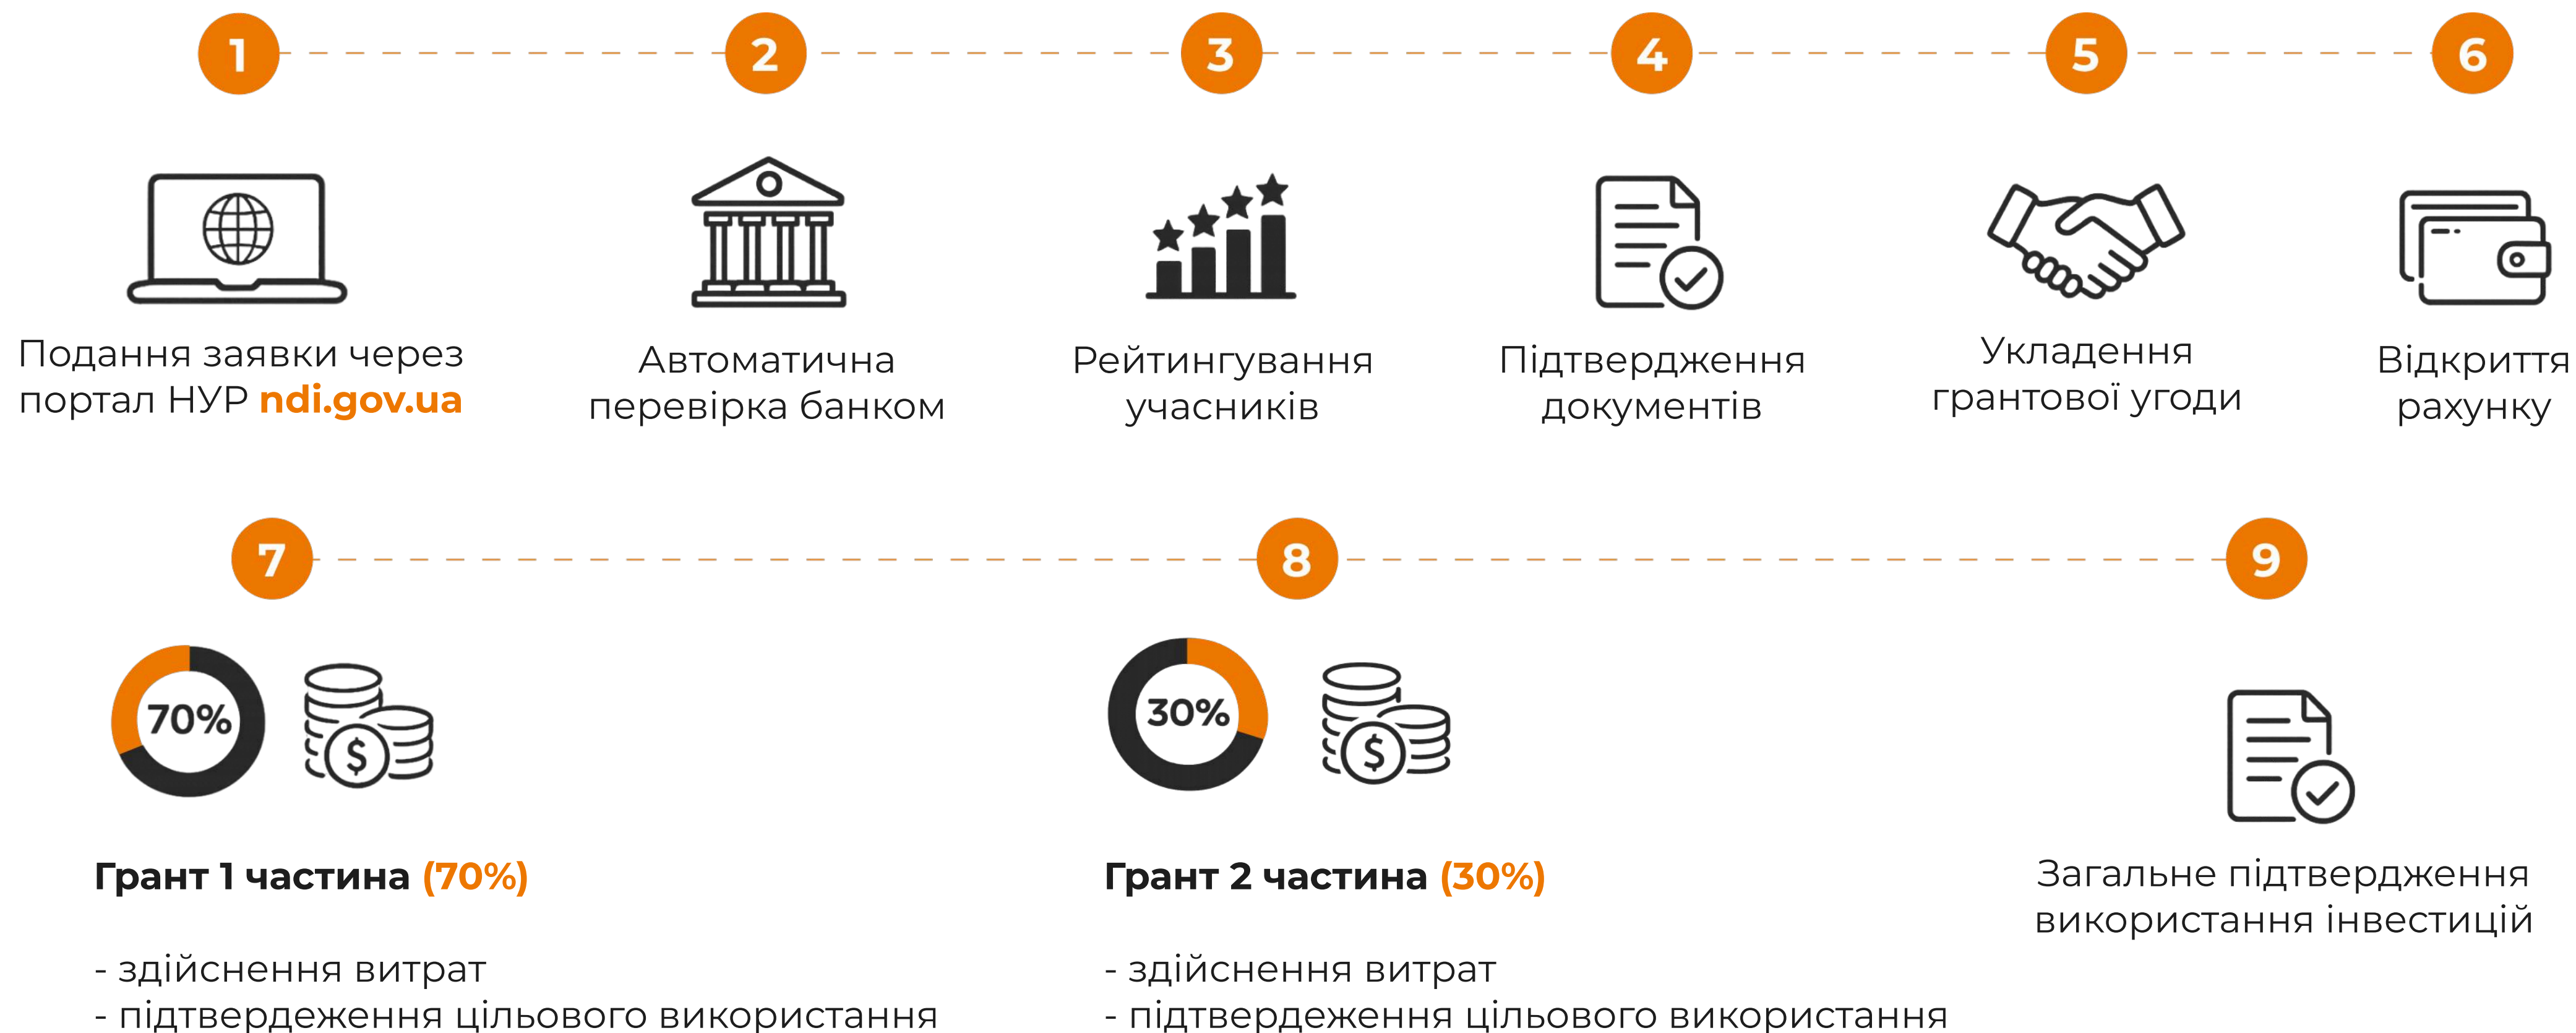 1
2
3
4
5
6
Подання заявки через
портал НУР ndi.gov.ua
Автоматична
перевірка банком
Рейтингування
учасників
Підтвердження
документів
Укладення
грантової угоди
Відкриття
рахунку
7
8
9
70%
$
30%
$
Грант 1 частина (70%)
- здійснення витрат
- підтвердеження цільового використання
Грант 2 частина (30%)
- здійснення витрат
- підтвердеження цільового використання
Загальне підтвердження
використання інвестицій